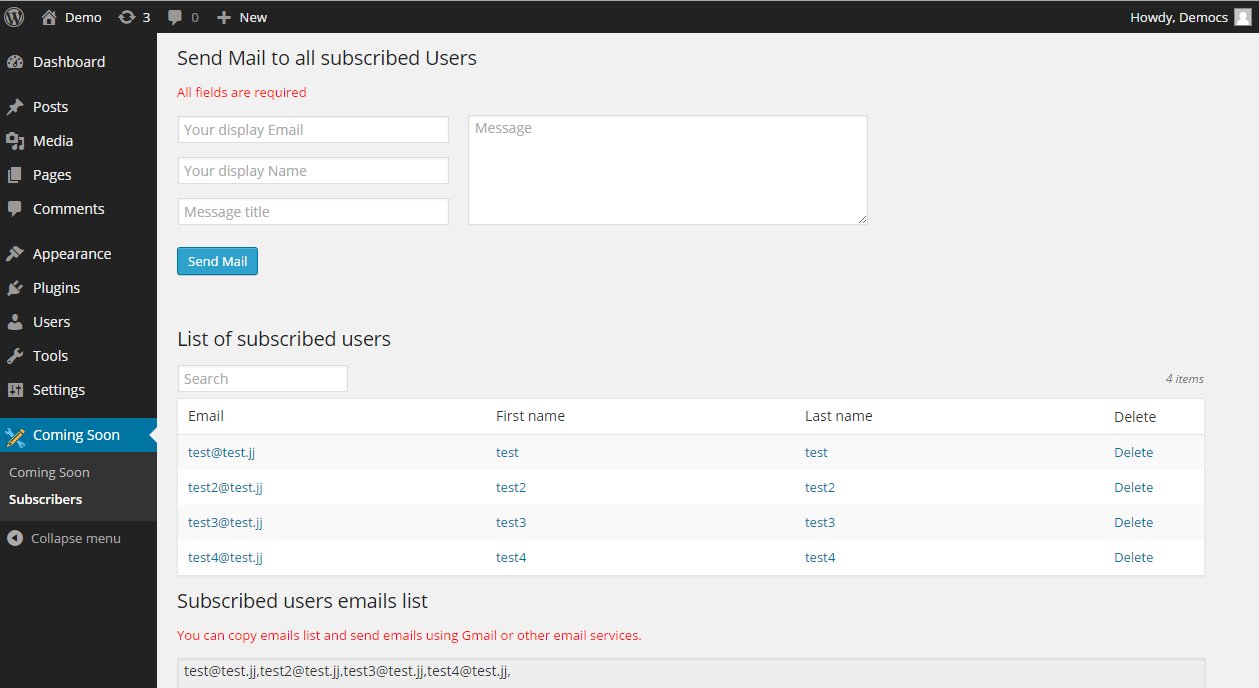 Demo 3 0 New Howdy, Democs
Dashboard
Posts
Media
Pages
Comments
Appearance
Plugins
Users
Tools
Settings
Coming Soon
Coming Soon
Subscribers
Collapse menu
Send Mail to all subscribed Users
All fields are required
Your display Email
Your display Name
Message title
Message
Send Mail
List of subscribed users
Search
4 items
Email First name Last name Delete
test@test.jj test test Delete
test2@test.jj test2 test2 Delete
test3@test.jj test3 test3 Delete
test4@test.jj test4 test4 Delete
Subscribed users emails list
You can copy emails list and send emails using Gmail or other email services.
test@test.jj,test2@test.jj,test3@test.jj,test4@test.jj,